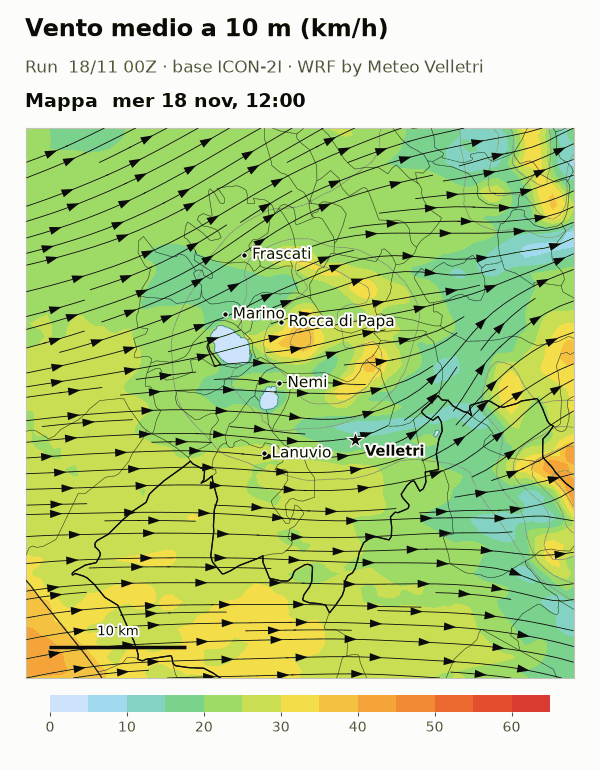 Vento medio a 10 m (km/h)
Run  18/11 00Z · base ICON-2I · WRF by Meteo Velletri
Mappa  mer 18 nov, 12:00
Frascati
Marino
Rocca di Papa
Nemi
Velletri
Lanuvio
10 km
0 10 20 30 40 50 60